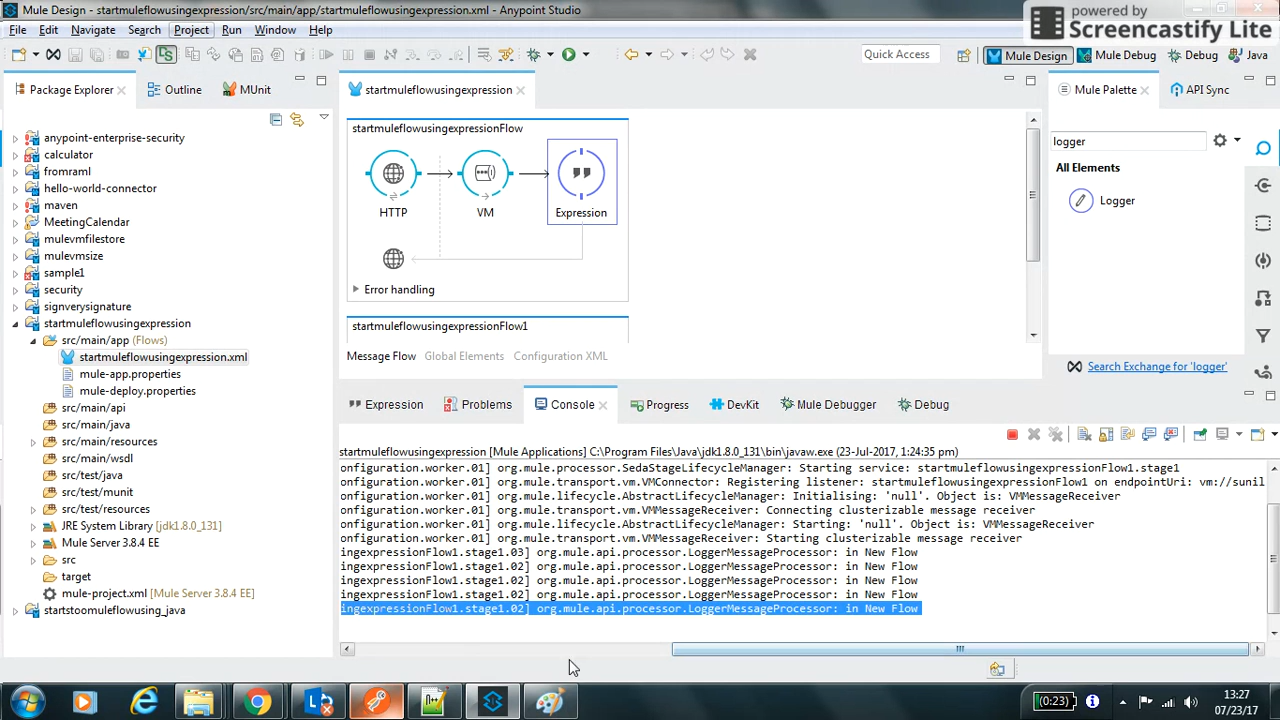 Mule Design - startmuleflowusingexpression/src/main/app/startmuleflowusingexpression.xml - Anypoint Studio
powered by
Screencastify Lite
File Edit Navigate Search Project Run Window Help
Quick Access
Mule Design
Mule Debug
Debug
Java
Package Explorer
Outline
MUnit
startmuleflowusingexpression
Mule Palette
API Sync
anypoint-enterprise-security
calculator
fromraml
hello-world-connector
maven
MeetingCalendar
mulevmfilestore
mulevmsize
sample1
security
signverysignature
startmuleflowusingexpression
src/main/app (Flows)
startmuleflowusingexpression.xml
mule-app.properties
mule-deploy.properties
src/main/api
src/main/java
src/main/resources
src/main/wsdl
src/test/java
src/test/munit
src/test/resources
JRE System Library [jdk1.8.0_131]
Mule Server 3.8.4 EE
src
target
mule-project.xml [Mule Server 3.8.4 EE]
startstoomuleflowusing_java
startmuleflowusingexpressionFlow
HTTP
VM
Expression
Error handling
startmuleflowusingexpressionFlow1
Message Flow Global Elements Configuration XML
logger
All Elements
Logger
Search Exchange for 'logger'
Expression
Problems
Console
Progress
DevKit
Mule Debugger
Debug
startmuleflowusingexpression [Mule Applications] C:\Program Files\Java\jdk1.8.0_131\bin\javaw.exe (23-Jul-2017, 1:24:35 pm)
onfiguration.worker.01] org.mule.processor.SedaStageLifecycleManager: Starting service: startmuleflowusingexpressionFlow1.stage1
onfiguration.worker.01] org.mule.transport.vm.VMConnector: Registering listener: startmuleflowusingexpressionFlow1 on endpointUri: vm://sunil
onfiguration.worker.01] org.mule.lifecycle.AbstractLifecycleManager: Initialising: 'null'. Object is: VMMessageReceiver
onfiguration.worker.01] org.mule.transport.vm.VMMessageReceiver: Connecting clusterizable message receiver
onfiguration.worker.01] org.mule.lifecycle.AbstractLifecycleManager: Starting: 'null'. Object is: VMMessageReceiver
onfiguration.worker.01] org.mule.transport.vm.VMMessageReceiver: Starting clusterizable message receiver
ingexpressionFlow1.stage1.03] org.mule.api.processor.LoggerMessageProcessor: in New Flow
ingexpressionFlow1.stage1.02] org.mule.api.processor.LoggerMessageProcessor: in New Flow
ingexpressionFlow1.stage1.02] org.mule.api.processor.LoggerMessageProcessor: in New Flow
ingexpressionFlow1.stage1.02] org.mule.api.processor.LoggerMessageProcessor: in New Flow
ingexpressionFlow1.stage1.02] org.mule.api.processor.LoggerMessageProcessor: in New Flow
(0:23)
13:27
07/23/17